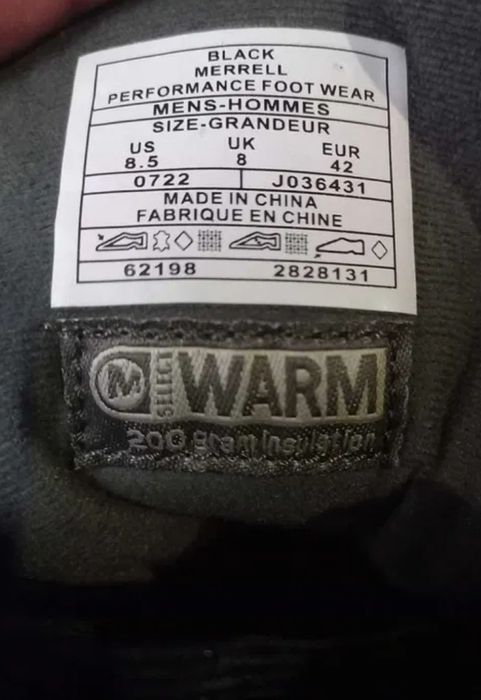 BLACK
MERRELL
PERFORMANCE FOOT WEAR
MENS-HOMMES
SIZE-GRANDEUR
US UK EUR
8.5 8 42
0722 J036431
MADE IN CHINA
FABRIQUE EN CHINE
62198 2828131
M SELECT WARM
200 gram insulation